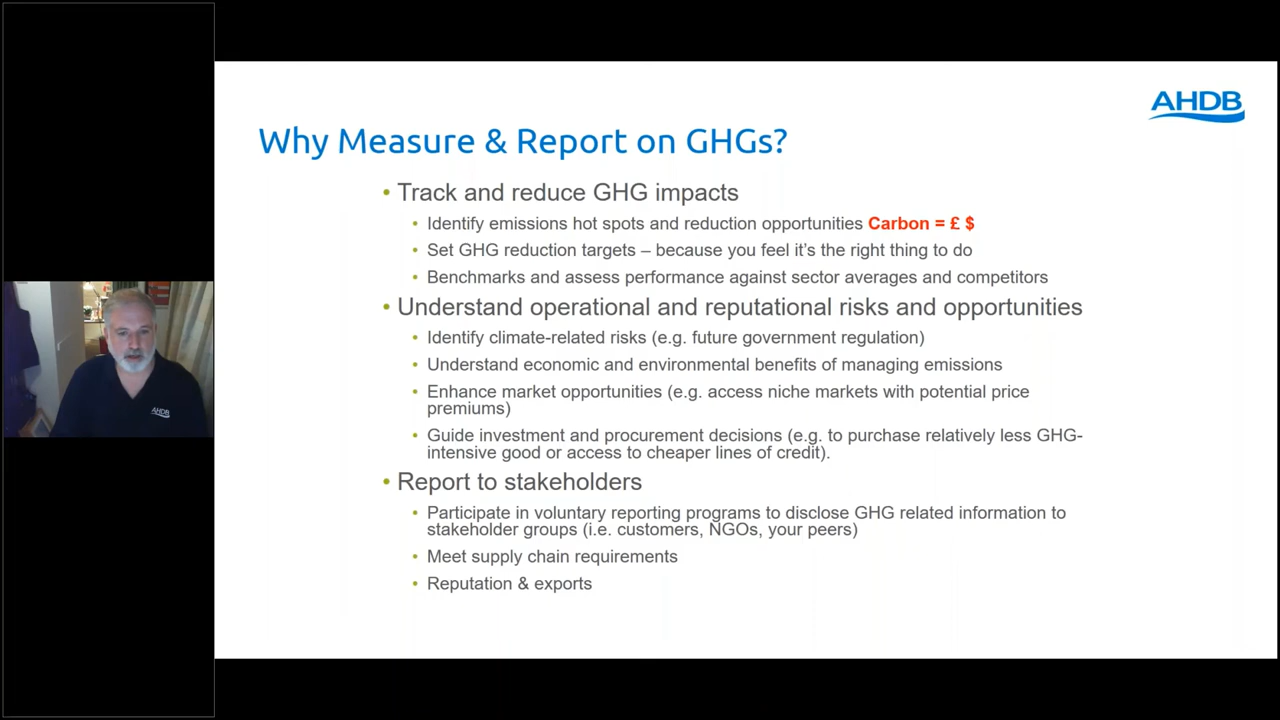 AHDB
Why Measure & Report on GHGs?
• Track and reduce GHG impacts
• Identify emissions hot spots and reduction opportunities Carbon = £ $
• Set GHG reduction targets – because you feel it's the right thing to do
• Benchmarks and assess performance against sector averages and competitors
• Understand operational and reputational risks and opportunities
• Identify climate-related risks (e.g. future government regulation)
• Understand economic and environmental benefits of managing emissions
• Enhance market opportunities (e.g. access niche markets with potential price
premiums)
• Guide investment and procurement decisions (e.g. to purchase relatively less GHG-
intensive good or access to cheaper lines of credit).
• Report to stakeholders
• Participate in voluntary reporting programs to disclose GHG related information to
stakeholder groups (i.e. customers, NGOs, your peers)
• Meet supply chain requirements
• Reputation & exports
AHDB